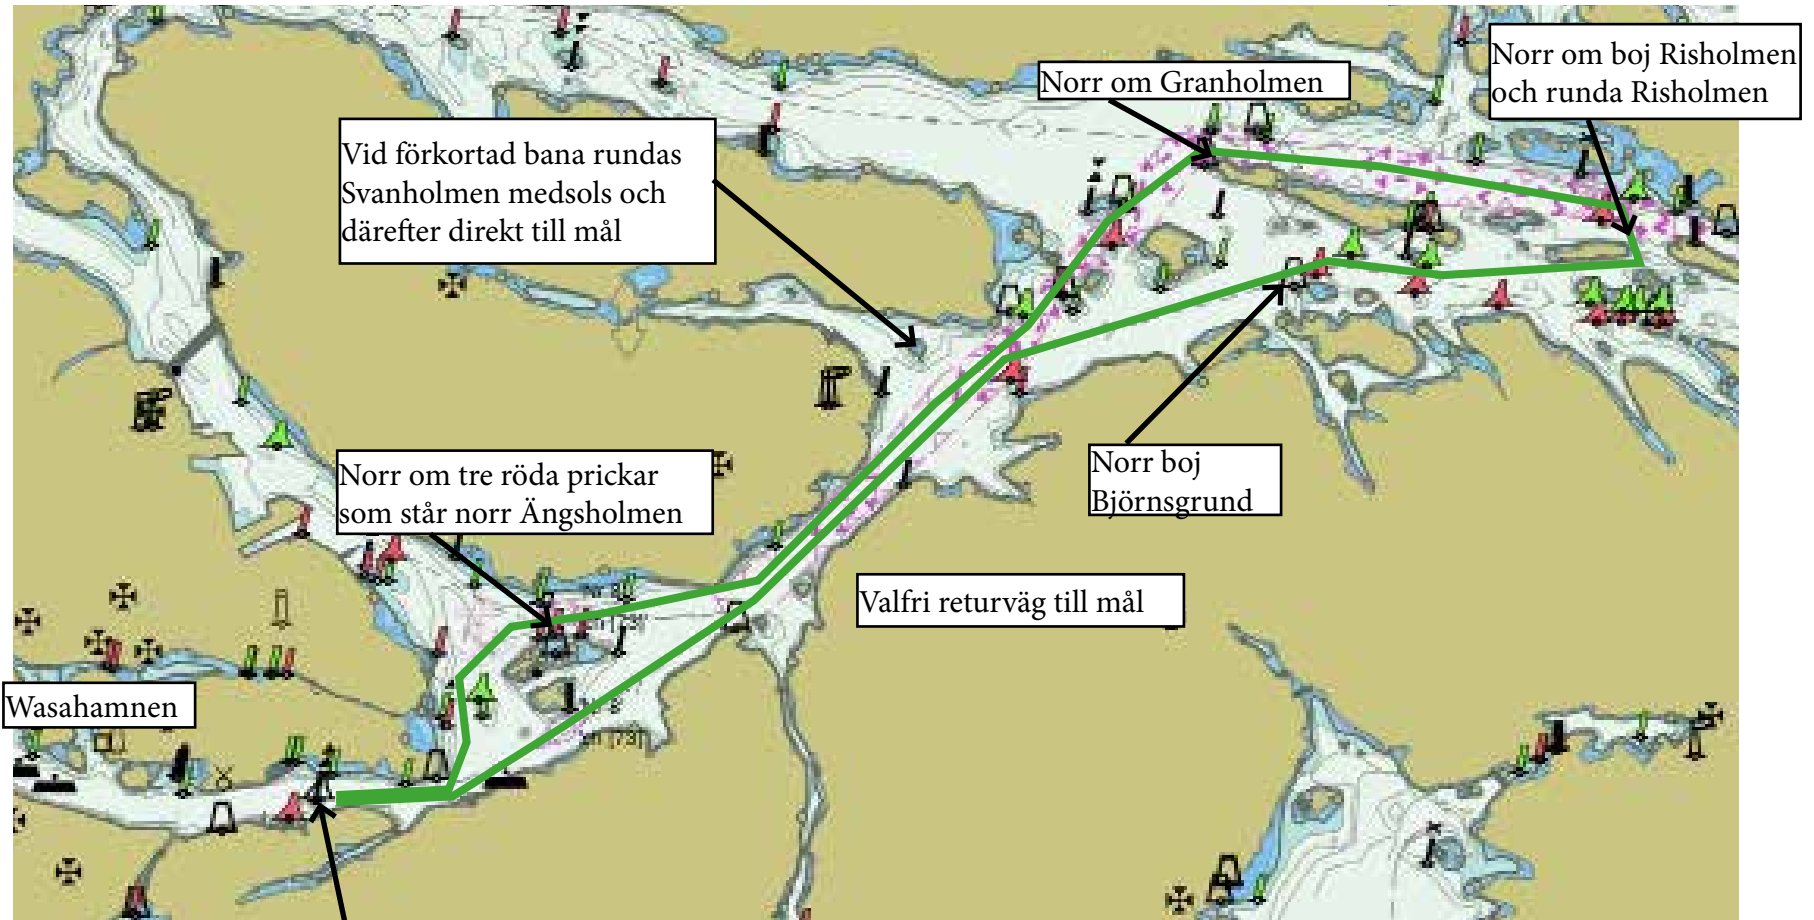 Norr om boj Risholmen
och runda Risholmen
Norr om Granholmen
Vid förkortad bana rundas
Svanholmen medsols och
därefter direkt till mål
Norr om tre röda prickar
som står norr Ängsholmen
Norr boj
Björnsgrund
Valfri returväg till mål
Wasahamnen